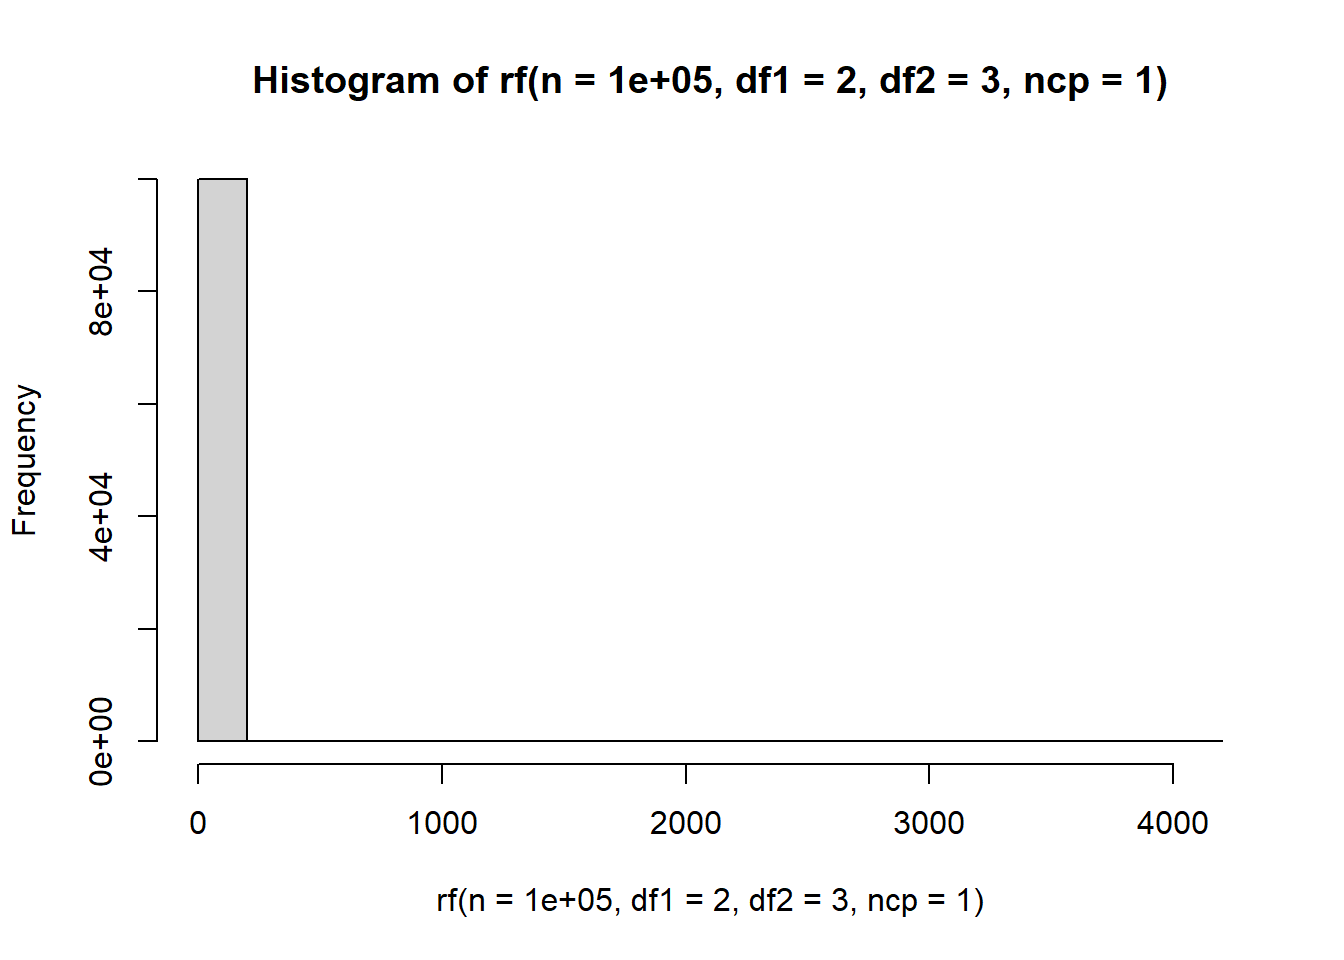 Histogram of rf(n = 1e+05, df1 = 2, df2 = 3, ncp = 1)
Frequency
8e+04
4e+04
0e+00
0 1000 2000 3000 4000
rf(n = 1e+05, df1 = 2, df2 = 3, ncp = 1)